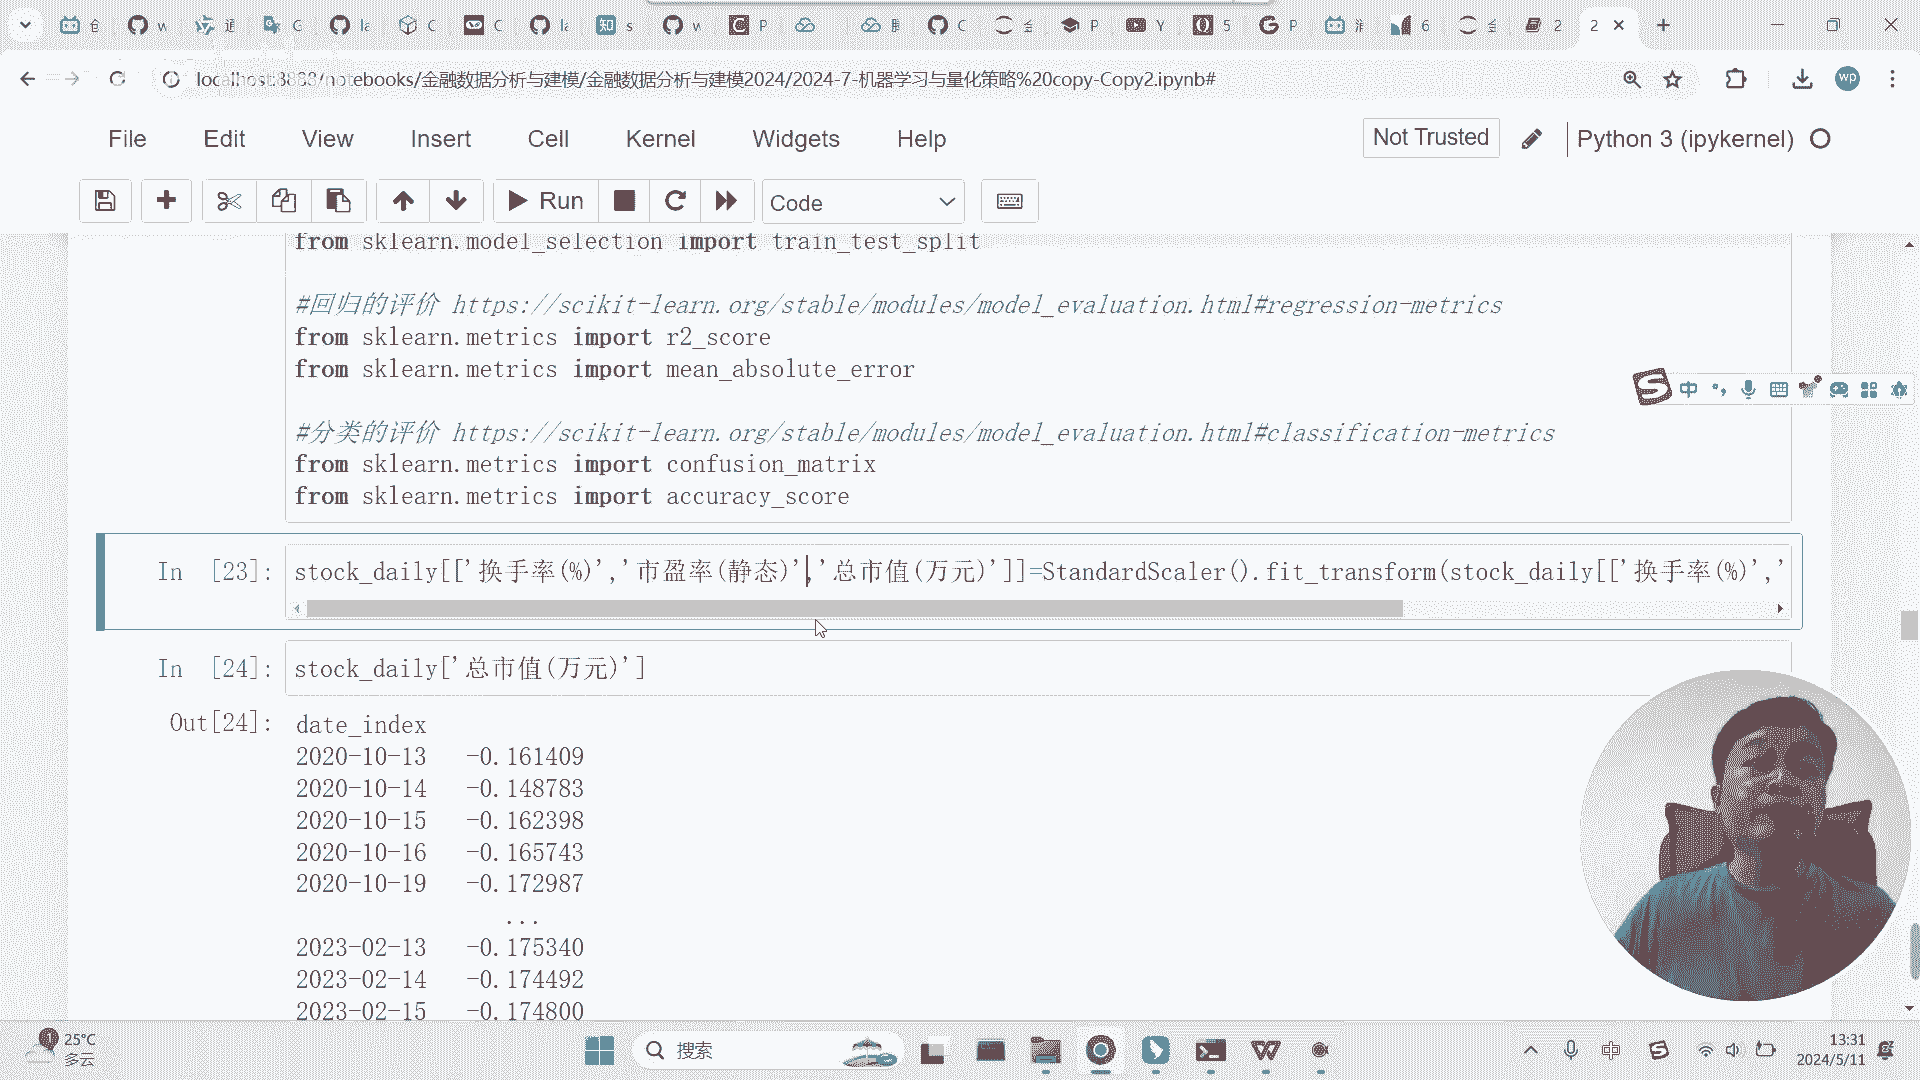 localhost:8888/notebooks/金融数据分析与建模/金融数据分析与建模2024/2024-7-机器学习与量化策略%20copy-Copy2.ipynb#
wp
File Edit View Insert Cell Kernel Widgets Help
Not Trusted
Python 3 (ipykernel)
Run
Code
from sklearn.model_selection import train_test_split
#回归的评价 https://scikit-learn.org/stable/modules/model_evaluation.html#regression-metrics
from sklearn.metrics import r2_score
from sklearn.metrics import mean_absolute_error
#分类的评价 https://scikit-learn.org/stable/modules/model_evaluation.html#classification-metrics
from sklearn.metrics import confusion_matrix
from sklearn.metrics import accuracy_score
In [23]: stock_daily[['换手率(%)','市盈率(静态)','总市值(万元)']]=StandardScaler().fit_transform(stock_daily[['换手率(%)','
In [24]: stock_daily['总市值(万元)']
Out[24]: date_index
2020-10-13 -0.161409
2020-10-14 -0.148783
2020-10-15 -0.162398
2020-10-16 -0.165743
2020-10-19 -0.172987
...
2023-02-13 -0.175340
2023-02-14 -0.174492
2023-02-15 -0.174800
中
25°C
多云
搜索
中
13:31
2024/5/11